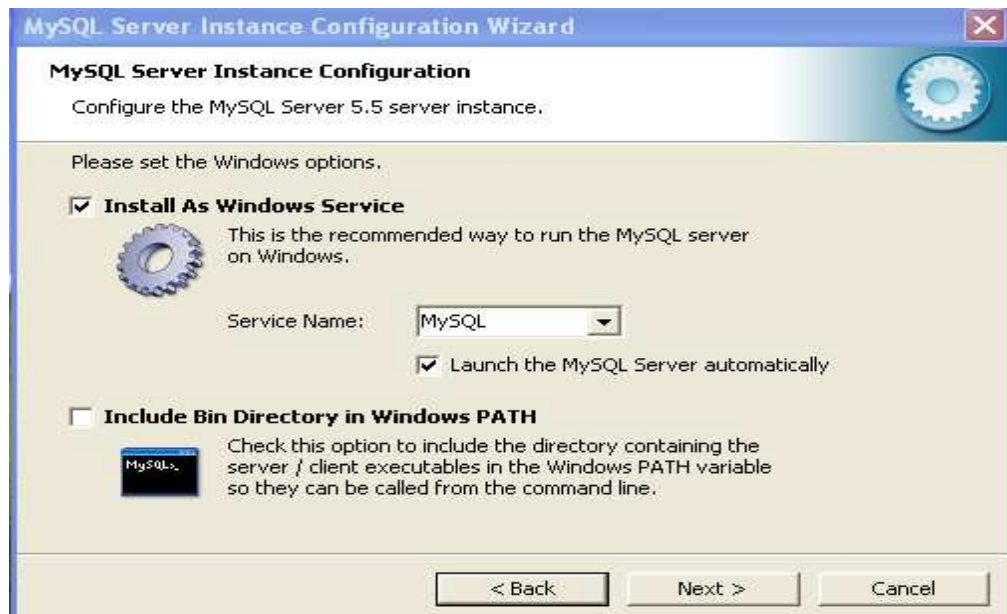 MySQL Server Instance Configuration Wizard
MySQL Server Instance Configuration
Configure the MySQL Server 5.5 server instance.
Please set the Windows options.
Install As Windows Service
This is the recommended way to run the MySQL server
on Windows.
Service Name: MySQL
Launch the MySQL Server automatically
Include Bin Directory in Windows PATH
MySQL>_
Check this option to include the directory containing the
server / client executables in the Windows PATH variable
so they can be called from the command line.
< Back Next > Cancel